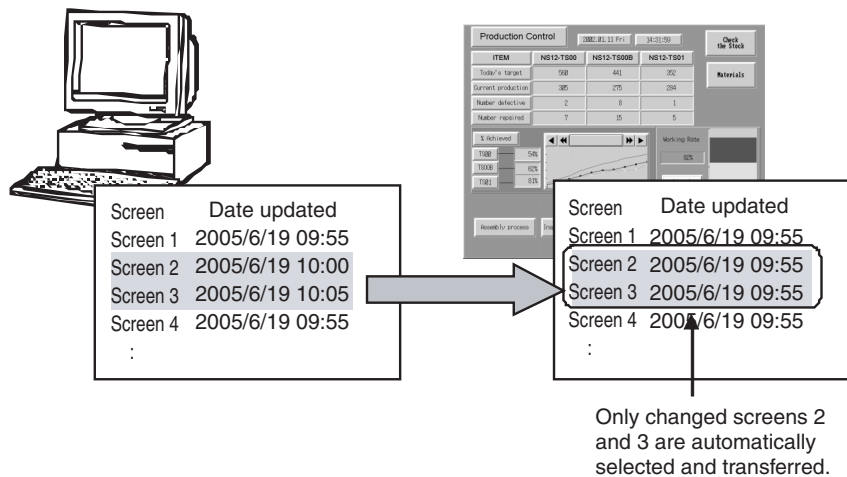 Production Control
2002.01.11 Fri
14:31:59
Check
the Stock
ITEM NS12-TS00 NS12-TS00B NS12-TS01
Materials
Today's target 560 441 352
Current production 305 275 284
Number defective 2 8 1
Number repaired 7 15 5
% Achieved
Working Rate
TS00 54%
82%
TS00B 62%
TS01 81%
Assembly process
Screen Date updated
Screen 1 2005/6/19 09:55
Screen 2 2005/6/19 10:00
Screen 3 2005/6/19 10:05
Screen 4 2005/6/19 09:55
:
Screen Date updated
Screen 1 2005/6/19 09:55
Screen 2 2005/6/19 09:55
Screen 3 2005/6/19 09:55
Screen 4 2005/6/19 09:55
:
Only changed screens 2
and 3 are automatically
selected and transferred.